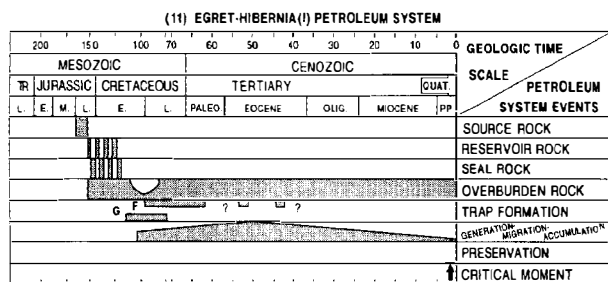 (11) EGRET-HIBERNIA(!) PETROLEUM SYSTEM
200 150 100 70 60 50 40 30 20 10 0
GEOLOGIC TIME
SCALE
PETROLEUM
SYSTEM EVENTS
MESOZOIC CENOZOIC
TR JURASSIC CRETACEOUS TERTIARY QUAT.
L. E. M. L. E. L. PALEO. EOCENE OLIG. MIOCENE PP
SOURCE ROCK
RESERVOIR ROCK
SEAL ROCK
OVERBURDEN ROCK
F ? ?
G
TRAP FORMATION
GENERATION-MIGRATION-ACCUMULATION
PRESERVATION
CRITICAL MOMENT